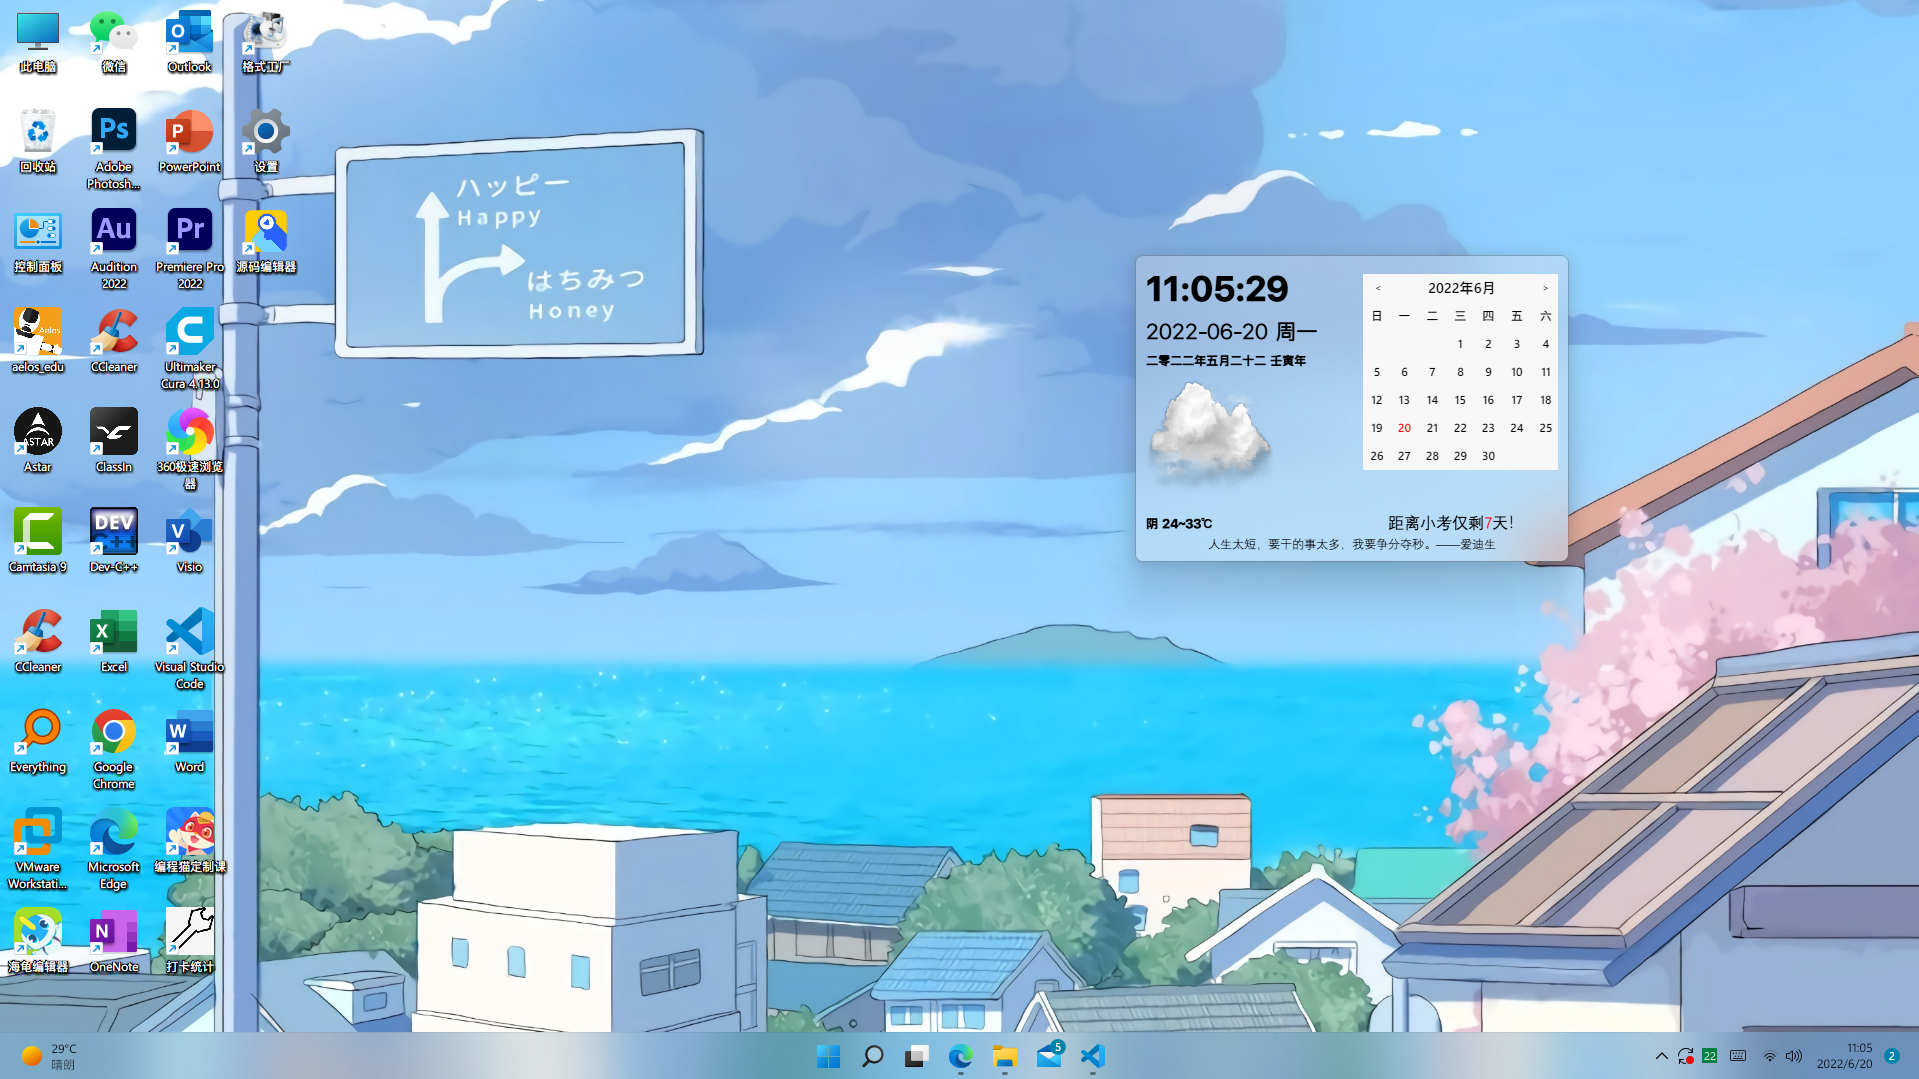 此电脑
微信
Outlook
格式工厂
回收站
Ps
Adobe
Photosh...
PowerPoint
设置
控制面板
Au
Audition
2022
Pr
Premiere Pro
2022
源码编辑器
Aelos
aelos_edu
CCleaner
Ultimaker
Cura 4.13.0
ASTAR
Astar
ClassIn
360极速浏览
器
Camtasia 9
DEV
C++
Dev-C++
Visio
CCleaner
Excel
Visual Studio
Code
Everything
Google
Chrome
Word
VMware
Workstati...
Microsoft
Edge
编程猫定制课
海龟编辑器
OneNote
打卡统计
ハッピー
Happy
はちみつ
Honey
11:05:29
2022-06-20 周一
二零二二年五月二十二 壬寅年
阴 24~33℃
< 2022年6月 >
日 一 二 三 四 五 六
1 2 3 4
5 6 7 8 9 10 11
12 13 14 15 16 17 18
19 20 21 22 23 24 25
26 27 28 29 30
距离小考仅剩7天!
人生太短，要干的事太多，我要争分夺秒。——爱迪生
29°C
晴朗
5
22
11:05
2022/6/20
2